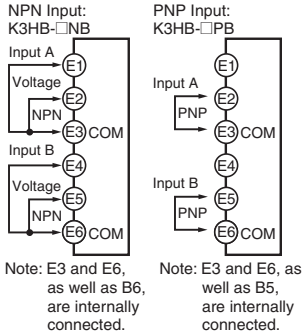 NPN Input:
K3HB-□NB
Input A
E1
Voltage
E2
NPN
E3 COM
Input B
E4
Voltage
E5
NPN
E6 COM
Note: E3 and E6,
as well as B6,
are internally
connected.
PNP Input:
K3HB-□PB
E1
Input A
E2
PNP
E3 COM
E4
Input B
E5
PNP
E6 COM
Note: E3 and E6, as
well as B5,
are internally
connected.